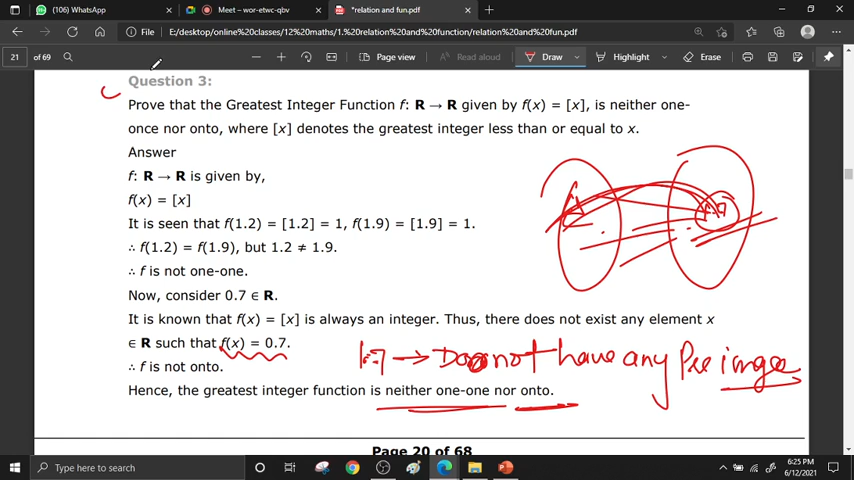 (106) WhatsApp
Meet – wor-etwc-qbv
*relation and fun.pdf
File
E:/desktop/online%20classes/12%20maths/1.%20relation%20and%20function/relation%20and%20fun.pdf
21 of 69
Page view
Read aloud
Draw
Highlight
Erase
Question 3:
Prove that the Greatest Integer Function f: R → R given by f(x) = [x], is neither one-
once nor onto, where [x] denotes the greatest integer less than or equal to x.
Answer
f: R → R is given by,
f(x) = [x]
It is seen that f(1.2) = [1.2] = 1, f(1.9) = [1.9] = 1.
∴ f(1.2) = f(1.9), but 1.2 ≠ 1.9.
∴ f is not one-one.
Now, consider 0.7 ∈ R.
It is known that f(x) = [x] is always an integer. Thus, there does not exist any element x
∈ R such that f(x) = 0.7.
→ Does not have any Pre image
∴ f is not onto.
Hence, the greatest integer function is neither one-one nor onto.
Page 20 of 68
Type here to search
6:25 PM
6/12/2021